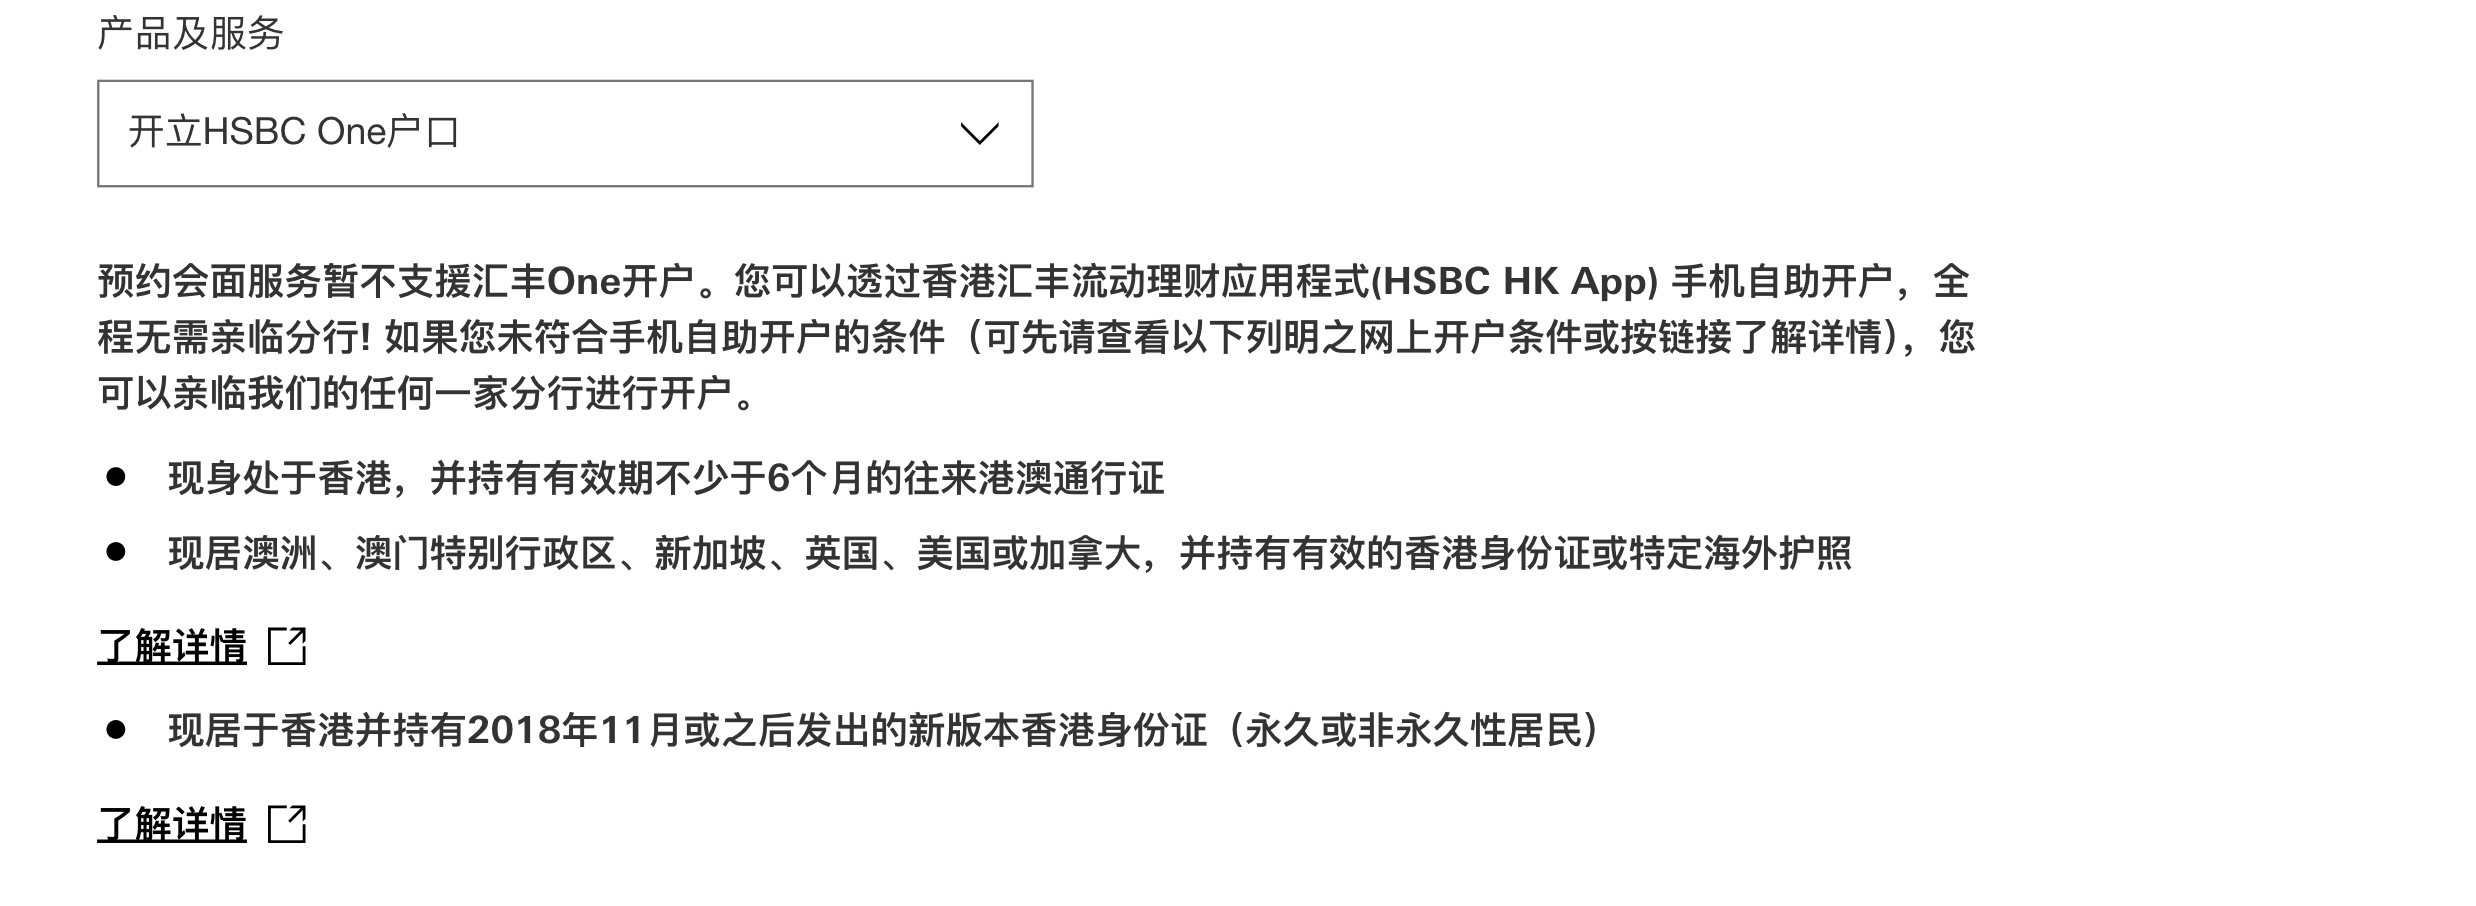 产品及服务
开立HSBC One户口
预约会面服务暂不支援汇丰One开户。您可以透过香港汇丰流动理财应用程式(HSBC HK App) 手机自助开户，全
程无需亲临分行! 如果您未符合手机自助开户的条件（可先请查看以下列明之网上开户条件或按链接了解详情），您
可以亲临我们的任何一家分行进行开户。
● 现身处于香港，并持有有效期不少于6个月的往来港澳通行证
● 现居澳洲、澳门特别行政区、新加坡、英国、美国或加拿大，并持有有效的香港身份证或特定海外护照
了解详情
● 现居于香港并持有2018年11月或之后发出的新版本香港身份证（永久或非永久性居民）
了解详情